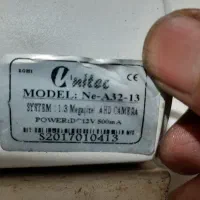 Unitec
CE
MODEL: Ne-A32-13
SYSTEM : 1.3 Megapixel AHD CAMERA
POWER:DC12V 500mA
S2017010413